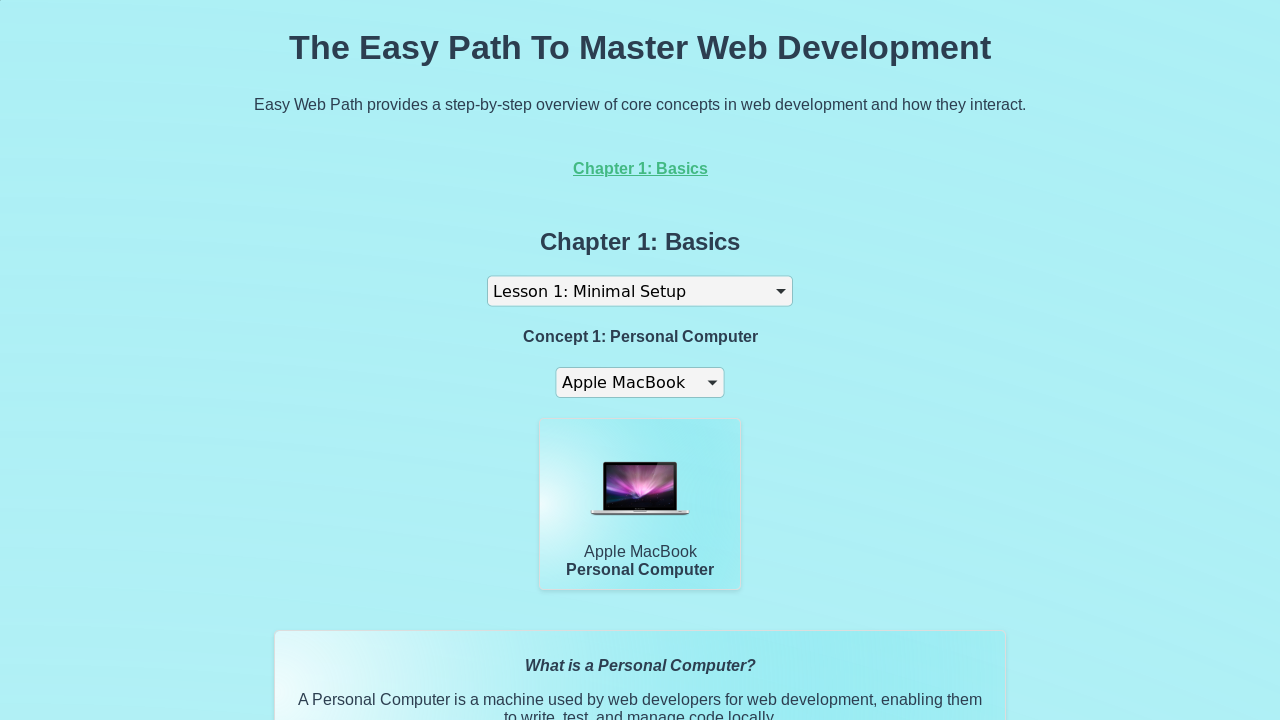 The Easy Path To Master Web Development
Easy Web Path provides a step-by-step overview of core concepts in web development and how they interact.
Chapter 1: Basics
Chapter 1: Basics
Lesson 1: Minimal Setup
Concept 1: Personal Computer
Apple MacBook
Apple MacBook
Personal Computer
What is a Personal Computer?
A Personal Computer is a machine used by web developers for web development, enabling them
to write, test, and manage code locally.